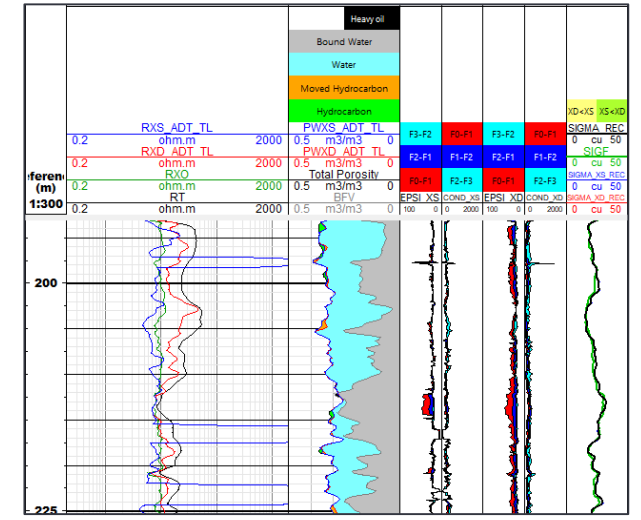 Heavy oil
Bound Water
Water
Moved Hydrocarbon
Hydrocarbon
XD<XS XS<XD
RXS_ADT_TL
0.2 ohm.m 2000
RXD_ADT_TL
0.2 ohm.m 2000
RXO
0.2 ohm.m 2000
RT
0.2 ohm.m 2000
PWXS_ADT_TL
0.5 m3/m3 0
PWXD_ADT_TL
0.5 m3/m3 0
Total Porosity
0.5 m3/m3 0
BFV
0.5 m3/m3 0
F3-F2 F0-F1 F3-F2 F0-F1
F2-F1 F1-F2 F2-F1 F1-F2
F0-F1 F2-F3 F0-F1 F2-F3
EPSI_XS COND_XS EPSI_XD COND_XD
100 0 0 2000 100 0 0 2000
SIGMA_REC
0 cu 50
SIGF
0 cu 50
SIGMA_XS_REC
0 cu 50
SIGMA_XD_REC
0 cu 50
feren
(m)
1:300
200
225